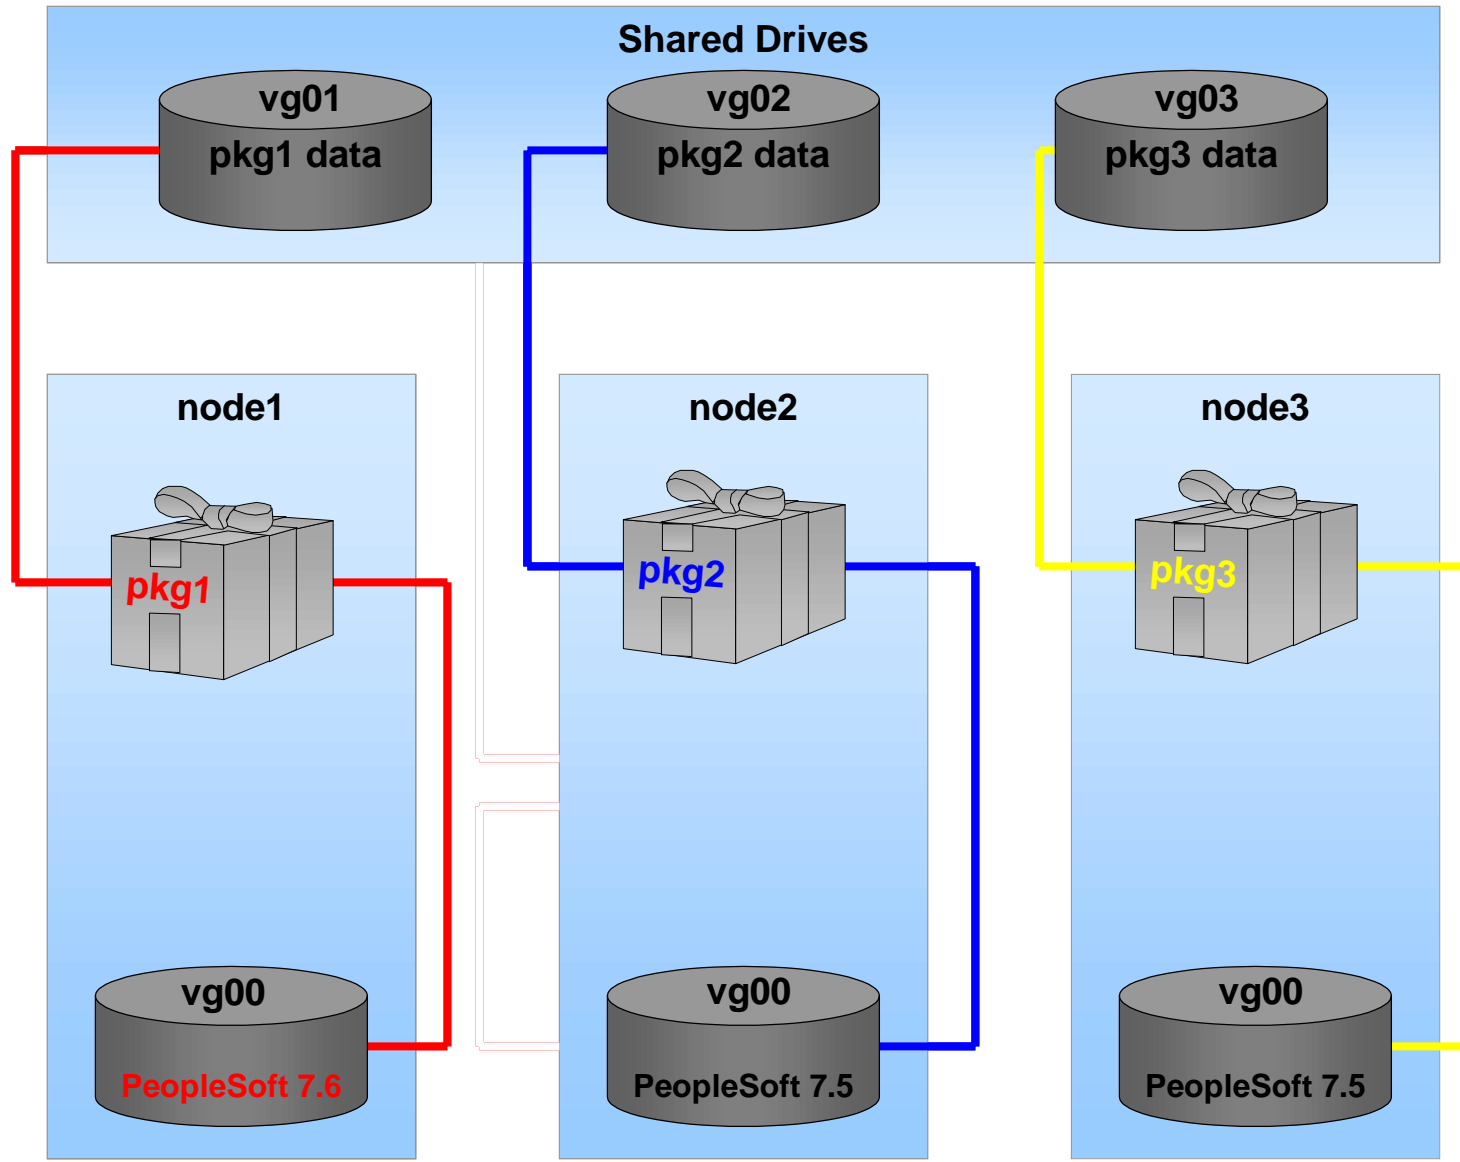 Shared Drives
vg01
pkg1 data
vg02
pkg2 data
vg03
pkg3 data
node1
node2
node3
pkg1
pkg2
pkg3
vg00
PeopleSoft 7.6
vg00
PeopleSoft 7.5
vg00
PeopleSoft 7.5